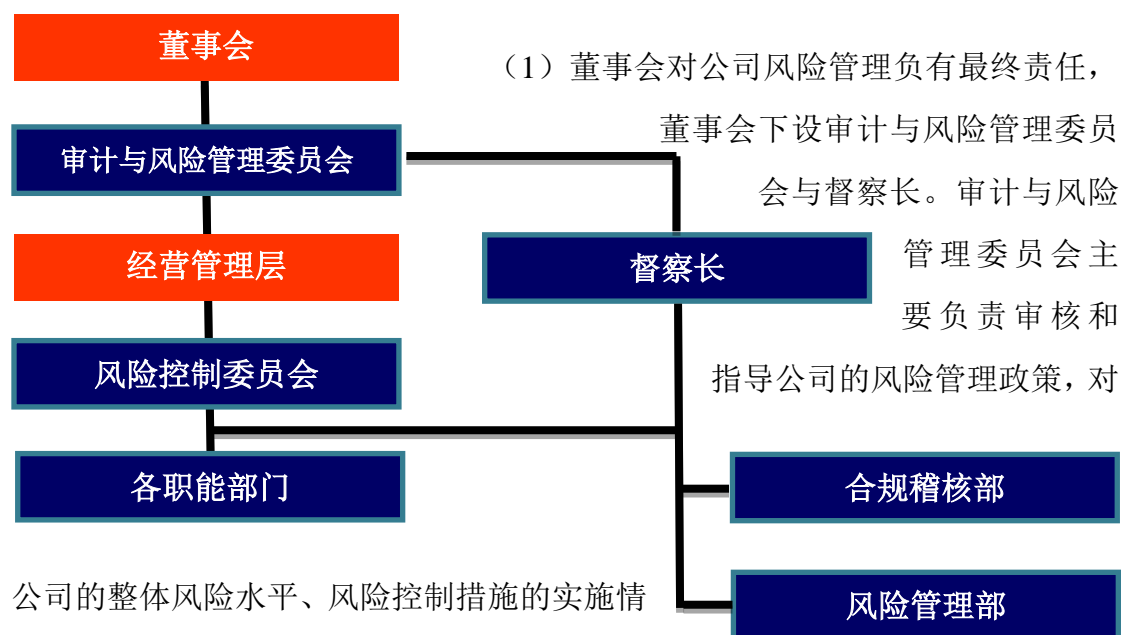 董事会
（1）董事会对公司风险管理负有最终责任，
董事会下设审计与风险管理委员
审计与风险管理委员会
会与督察长。审计与风险
经营管理层
督察长
管理委员会主
要负责审核和
风险控制委员会
指导公司的风险管理政策，对
各职能部门
合规稽核部
公司的整体风险水平、风险控制措施的实施情
风险管理部